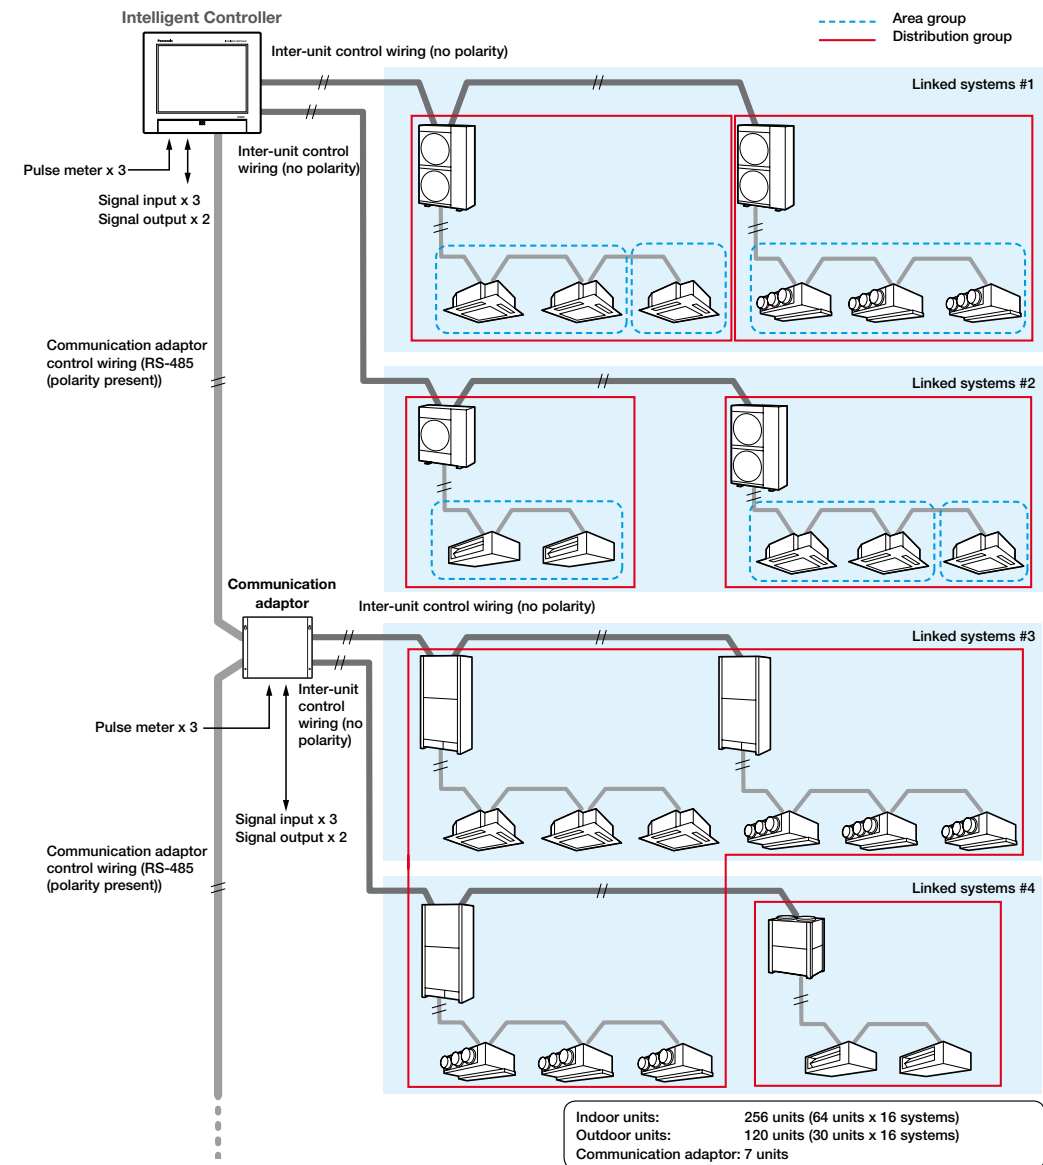 Intelligent Controller
Area group
Distribution group
Panasonic
Inter-unit control wiring (no polarity)
Linked systems #1
Inter-unit control
wiring (no polarity)
Pulse meter x 3
Signal input x 3
Signal output x 2
Communication adaptor
control wiring (RS-485
(polarity present))
Linked systems #2
Communication
adaptor
Inter-unit control wiring (no polarity)
Linked systems #3
Inter-unit
control
wiring (no
polarity)
Pulse meter x 3
Signal input x 3
Signal output x 2
Communication adaptor
control wiring (RS-485
(polarity present))
Linked systems #4
Indoor units: 256 units (64 units x 16 systems)
Outdoor units: 120 units (30 units x 16 systems)
Communication adaptor: 7 units